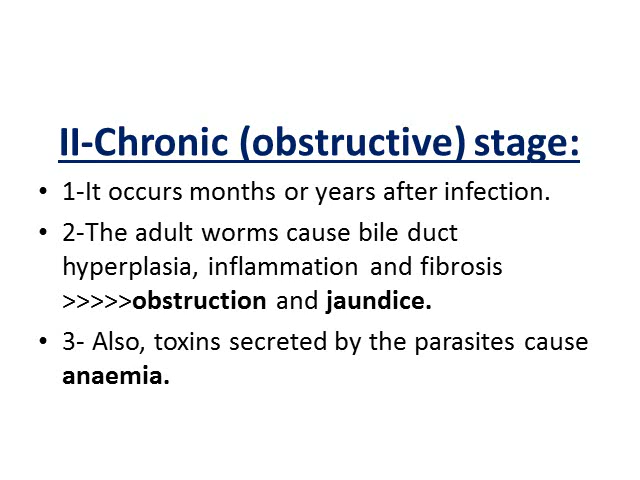 II-Chronic (obstructive) stage:
• 1-It occurs months or years after infection.
• 2-The adult worms cause bile duct
hyperplasia, inflammation and fibrosis
>>>>>obstruction and jaundice.
• 3- Also, toxins secreted by the parasites cause
anaemia.